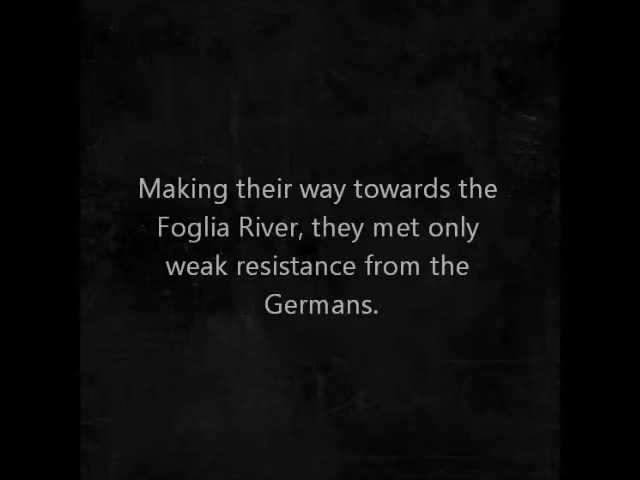 Making their way towards the
Foglia River, they met only
weak resistance from the
Germans.